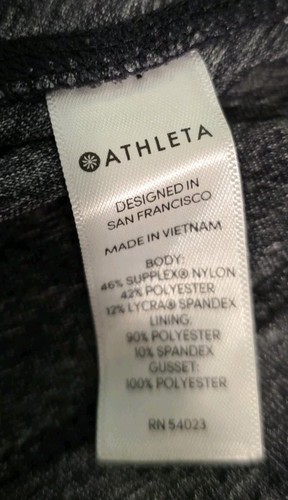 ATHLETA
DESIGNED IN
SAN FRANCISCO
MADE IN VIETNAM
BODY:
46% SUPPLEX® NYLON
42% POLYESTER
12% LYCRA® SPANDEX
LINING:
90% POLYESTER
10% SPANDEX
GUSSET:
100% POLYESTER
RN 54023